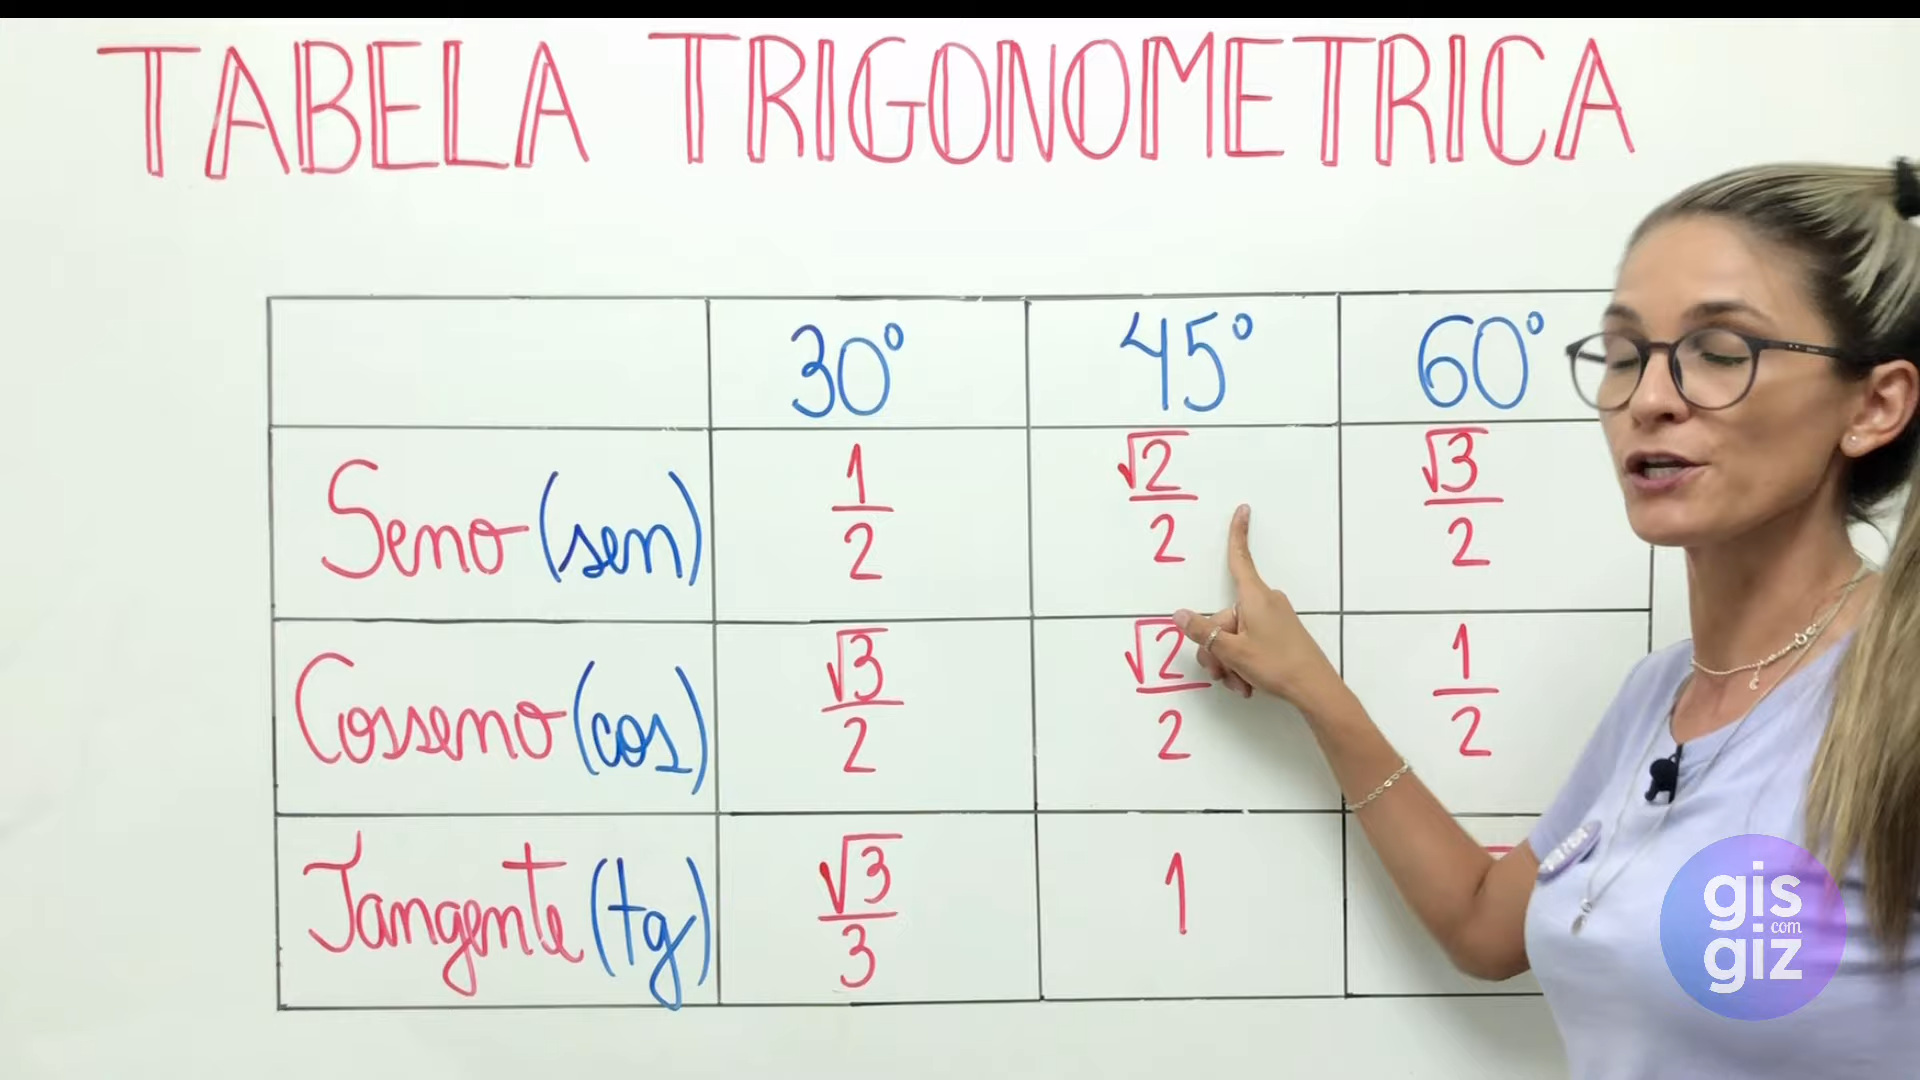 TABELA TRIGONOMETRICA
30° 45° 60°
Seno (sen) 1/2 √2/2 √3/2
Cosseno (cos) √3/2 √2/2 1/2
Tangente (tg) √3/3 1
gis
com
giz